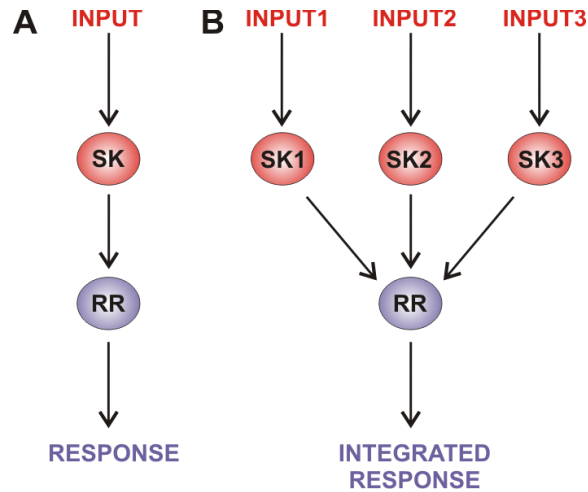 A
INPUT
SK
RR
RESPONSE
B
INPUT1
INPUT2
INPUT3
SK1
SK2
SK3
RR
INTEGRATED
RESPONSE